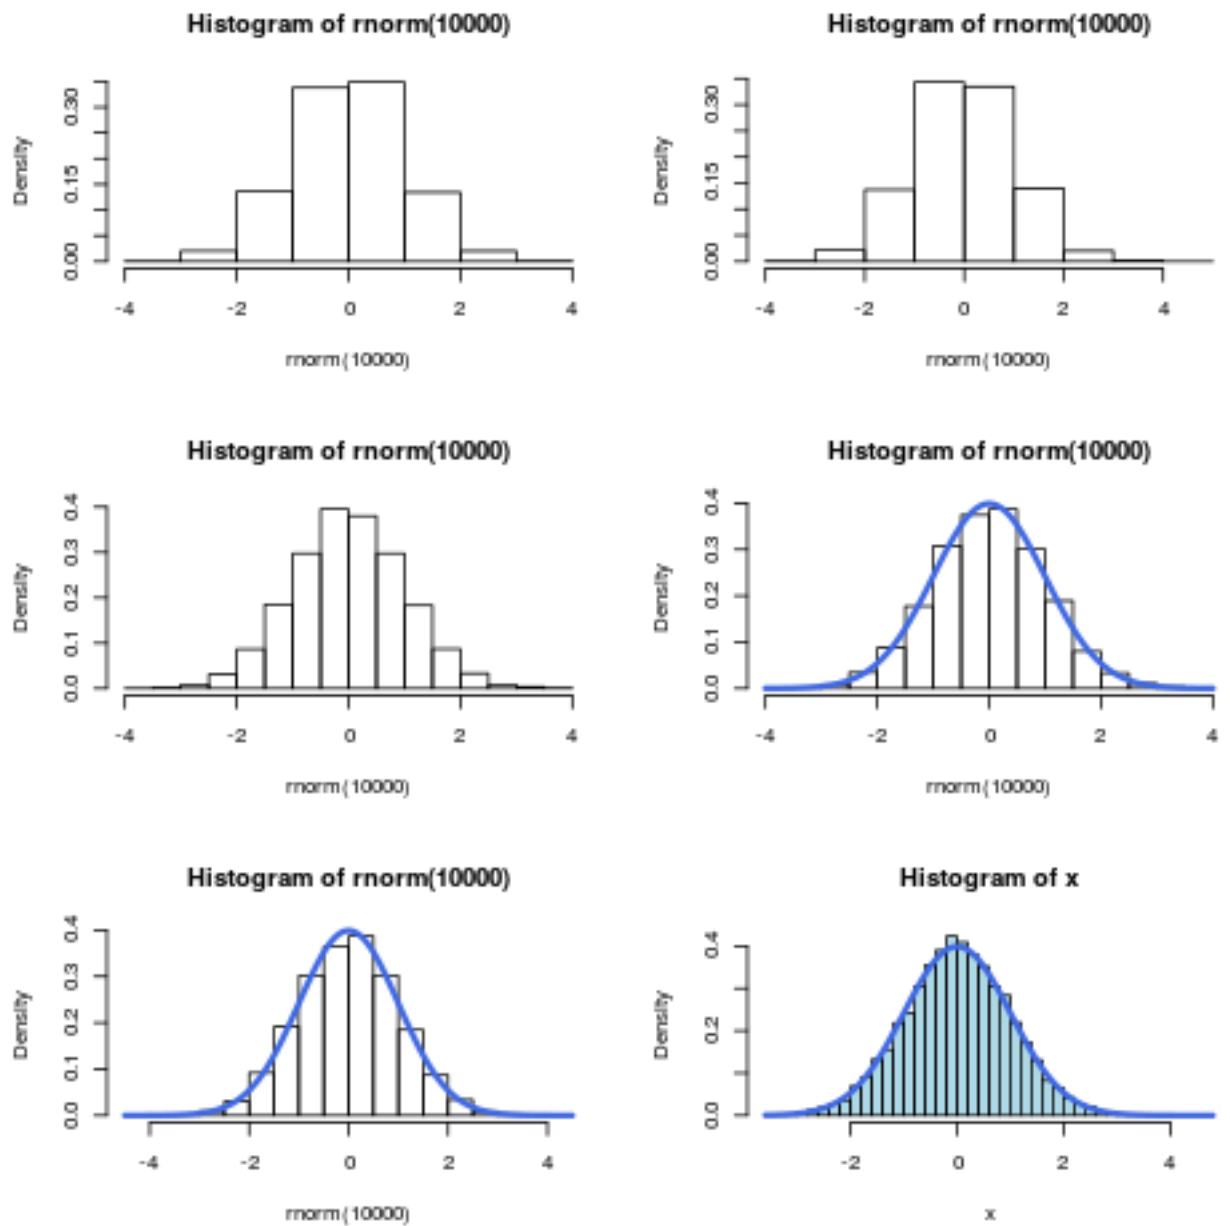 Histogram of rnorm(10000)
Density
0.00 0.15 0.30
-4 -2 0 2 4
rnorm(10000)
Histogram of rnorm(10000)
Density
0.00 0.15 0.30
-4 -2 0 2 4
rnorm(10000)
Histogram of rnorm(10000)
Density
0.0 0.1 0.2 0.3 0.4
-4 -2 0 2 4
rnorm(10000)
Histogram of rnorm(10000)
Density
0.0 0.1 0.2 0.3 0.4
-4 -2 0 2 4
rnorm(10000)
Histogram of rnorm(10000)
Density
0.0 0.1 0.2 0.3 0.4
-4 -2 0 2 4
rnorm(10000)
Histogram of x
Density
0.0 0.2 0.4
-2 0 2 4
x